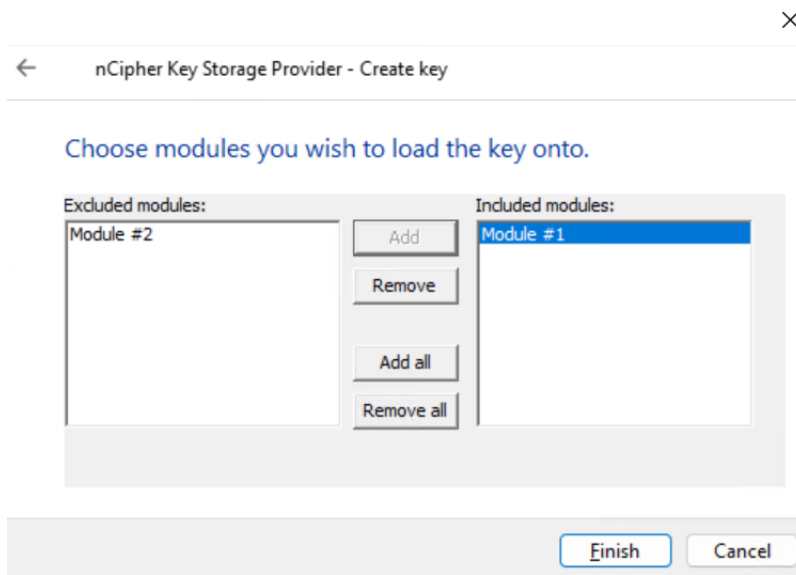 nCipher Key Storage Provider - Create key
Choose modules you wish to load the key onto.
Excluded modules:
Module #2
Add
Remove
Add all
Remove all
Included modules:
Module #1
Finish
Cancel